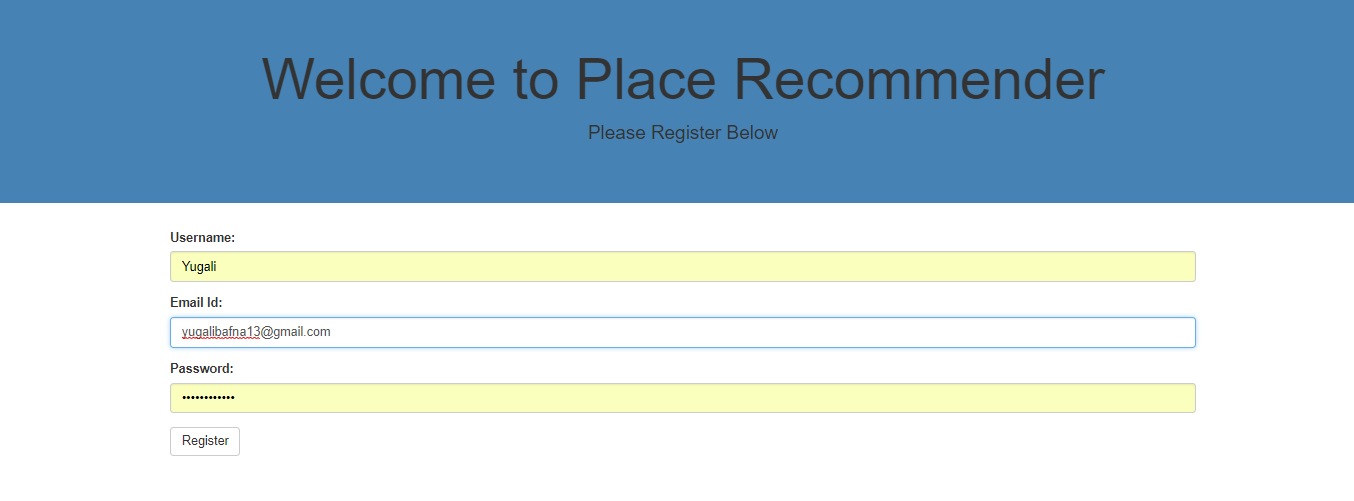 Welcome to Place Recommender
Please Register Below
Username:
Yugali
Email Id:
yugalibafna13@gmail.com
Password:
••••••••••••
Register